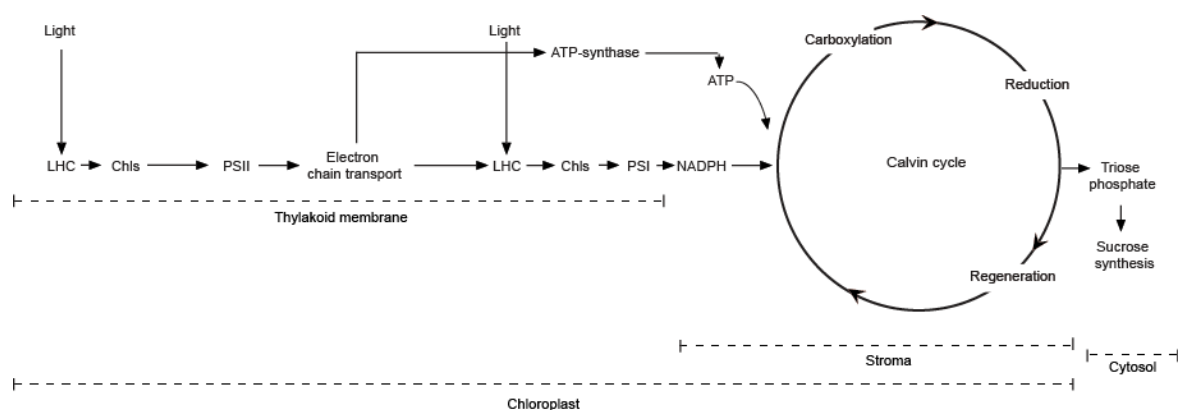 Light
Light
ATP-synthase
ATP
LHC
Chls
PSII
Electron
chain transport
LHC
Chls
PSI
NADPH
Carboxylation
Reduction
Calvin cycle
Regeneration
Triose
phosphate
Sucrose
synthesis
Thylakoid membrane
Stroma
Cytosol
Chloroplast